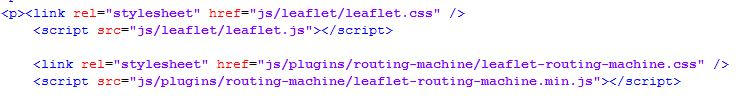 <p><link rel="stylesheet" href="js/leaflet/leaflet.css" />
<script src="js/leaflet/leaflet.js"></script>
<link rel="stylesheet" href="js/plugins/routing-machine/leaflet-routing-machine.css" />
<script src="js/plugins/routing-machine/leaflet-routing-machine.min.js"></script>